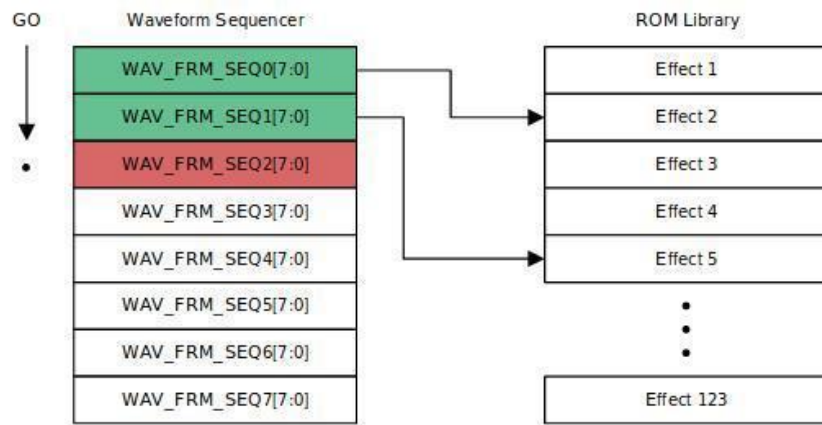 GO
Waveform Sequencer
ROM Library
WAV_FRM_SEQ0[7:0]
Effect 1
WAV_FRM_SEQ1[7:0]
Effect 2
WAV_FRM_SEQ2[7:0]
Effect 3
WAV_FRM_SEQ3[7:0]
Effect 4
WAV_FRM_SEQ4[7:0]
Effect 5
WAV_FRM_SEQ5[7:0]
WAV_FRM_SEQ6[7:0]
WAV_FRM_SEQ7[7:0]
Effect 123